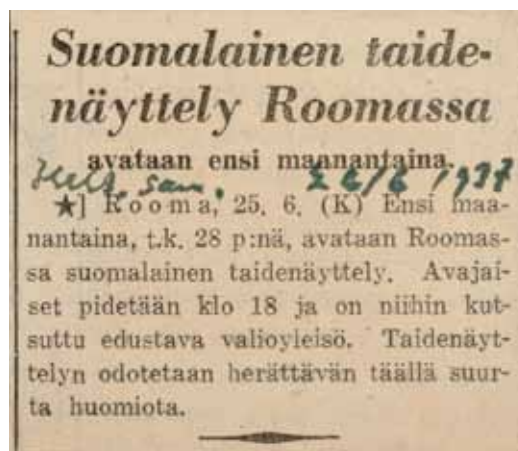 Suomalainen taide-
näyttely Roomassa
avataan ensi mannantaina.
Hels. San. 26/6 1937
★] Rooma, 25. 6. (K) Ensi maa-
nantaina, t.k. 28 p:nä, avataan Roomas-
sa suomalainen taidenäyttely. Avajai-
set pidetään klo 18 ja on niihin kut-
suttu edustava valioyleisö. Taidenäyt-
telyn odotetaan herättävän täällä suur-
ta huomiota.